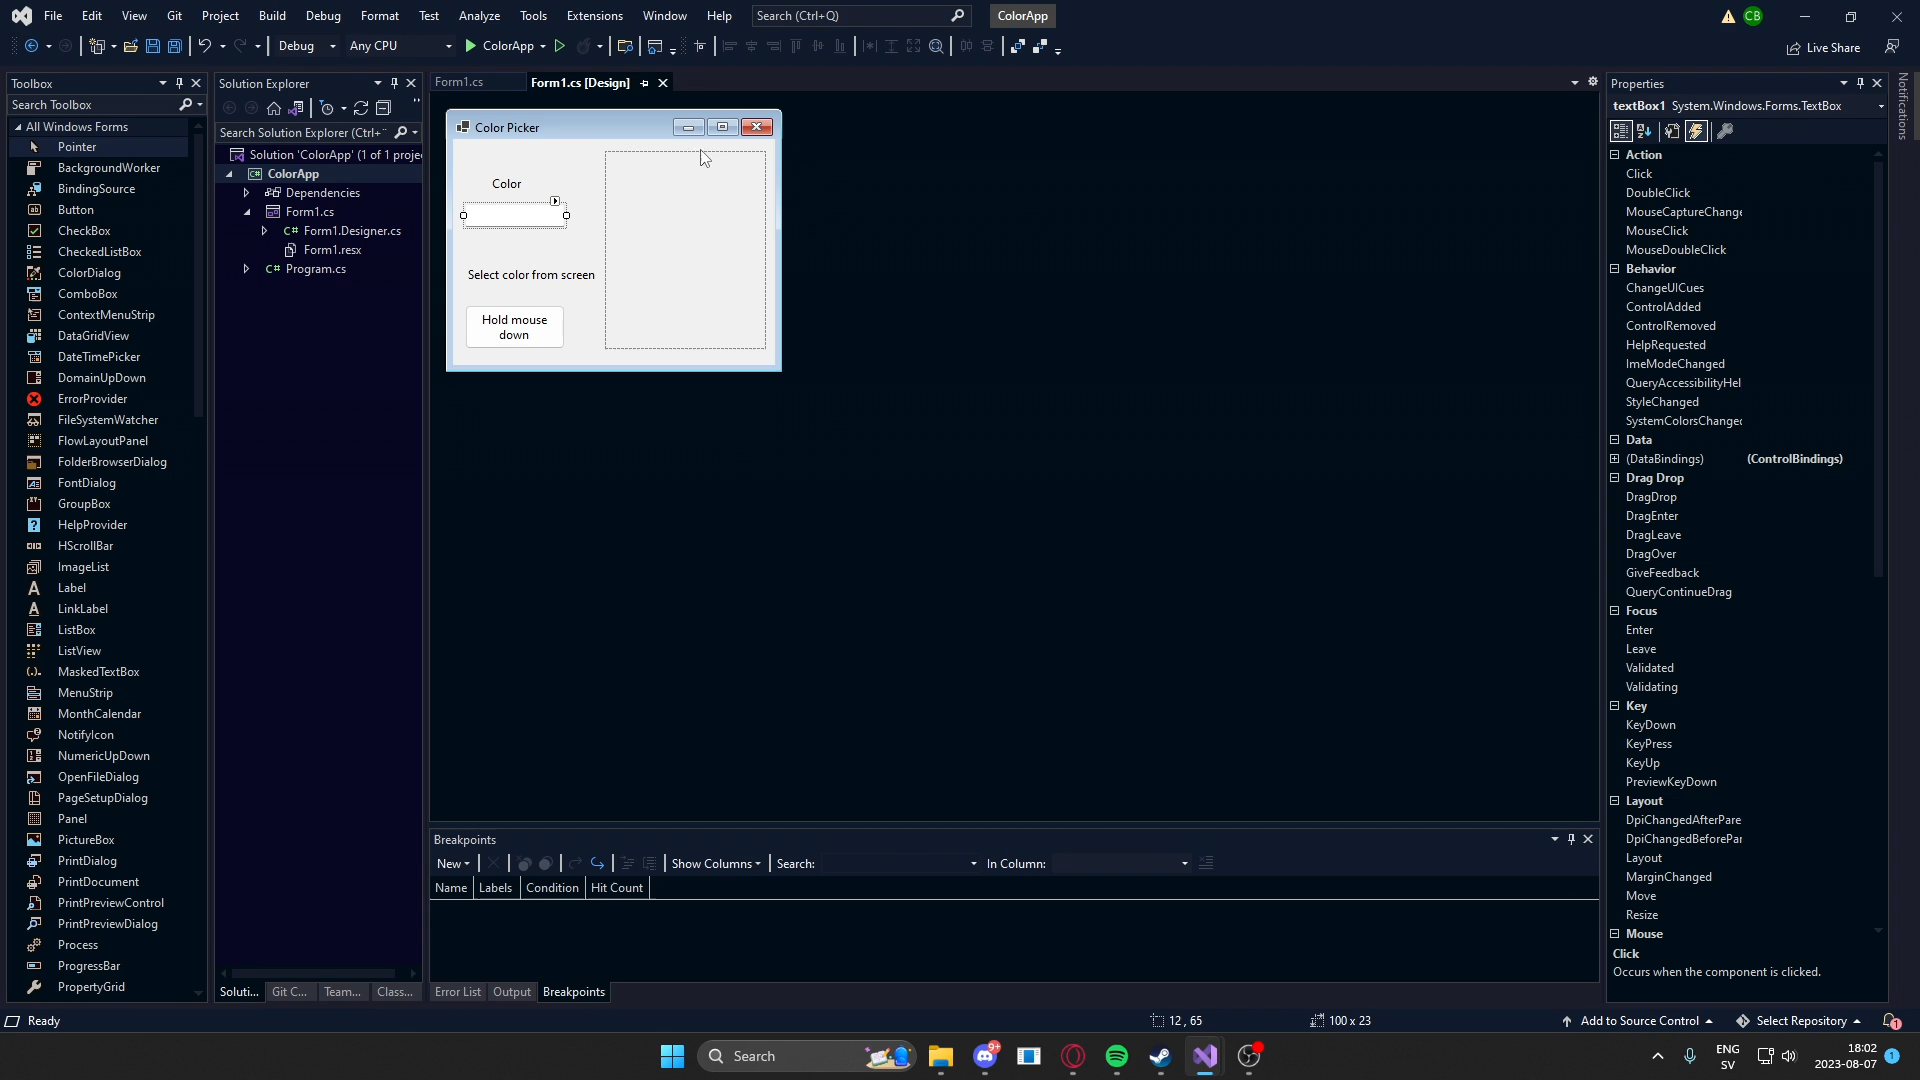 File Edit View Git Project Build Debug Format Test Analyze Tools Extensions Window Help Search (Ctrl+Q) ColorApp CB
Debug Any CPU ColorApp Live Share
Toolbox
Search Toolbox
All Windows Forms
Pointer
BackgroundWorker
BindingSource
Button
CheckBox
CheckedListBox
ColorDialog
ComboBox
ContextMenuStrip
DataGridView
DateTimePicker
DomainUpDown
ErrorProvider
FileSystemWatcher
FlowLayoutPanel
FolderBrowserDialog
FontDialog
GroupBox
HelpProvider
HScrollBar
ImageList
Label
LinkLabel
ListBox
ListView
MaskedTextBox
MenuStrip
MonthCalendar
NotifyIcon
NumericUpDown
OpenFileDialog
PageSetupDialog
Panel
PictureBox
PrintDialog
PrintDocument
PrintPreviewControl
PrintPreviewDialog
Process
ProgressBar
PropertyGrid
Solution Explorer
Search Solution Explorer (Ctrl+
Solution 'ColorApp' (1 of 1 proje
ColorApp
Dependencies
Form1.cs
Form1.Designer.cs
Form1.resx
Program.cs
Soluti... Git C... Team... Class...
Form1.cs Form1.cs [Design]
Color Picker
Color
Select color from screen
Hold mouse
down
Breakpoints
New Show Columns Search: In Column:
Name Labels Condition Hit Count
Error List Output Breakpoints
Properties
textBox1 System.Windows.Forms.TextBox
Action
Click
DoubleClick
MouseCaptureChange
MouseClick
MouseDoubleClick
Behavior
ChangeUICues
ControlAdded
ControlRemoved
HelpRequested
ImeModeChanged
QueryAccessibilityHel
StyleChanged
SystemColorsChanged
Data
(DataBindings) (ControlBindings)
Drag Drop
DragDrop
DragEnter
DragLeave
DragOver
GiveFeedback
QueryContinueDrag
Focus
Enter
Leave
Validated
Validating
Key
KeyDown
KeyPress
KeyUp
PreviewKeyDown
Layout
DpiChangedAfterPare
DpiChangedBeforePar
Layout
MarginChanged
Move
Resize
Mouse
Click
Occurs when the component is clicked.
Notifications
Ready 12 , 65 100 x 23 Add to Source Control Select Repository 1
Search 9+ ENG SV 18:02 2023-08-07 1